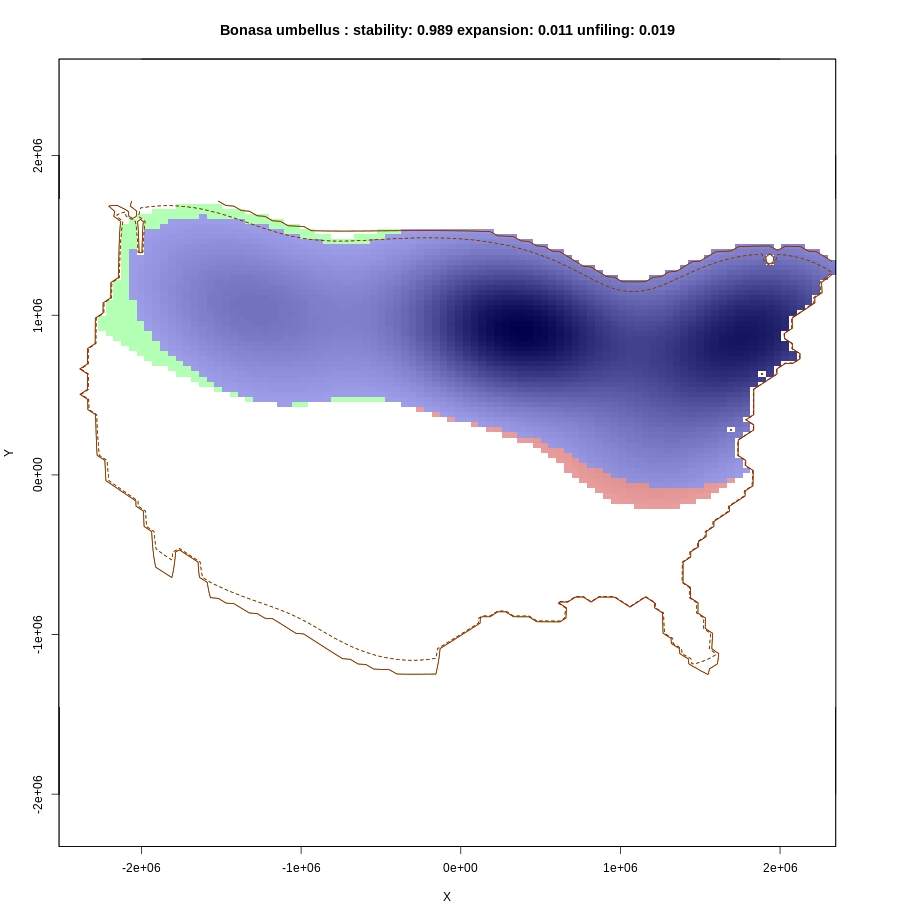 Bonasa umbellus : stability: 0.989 expansion: 0.011 unfiling: 0.019
2e+06
1e+06
Y
0e+00
-1e+06
-2e+06
-2e+06 -1e+06 0e+00 1e+06 2e+06
X